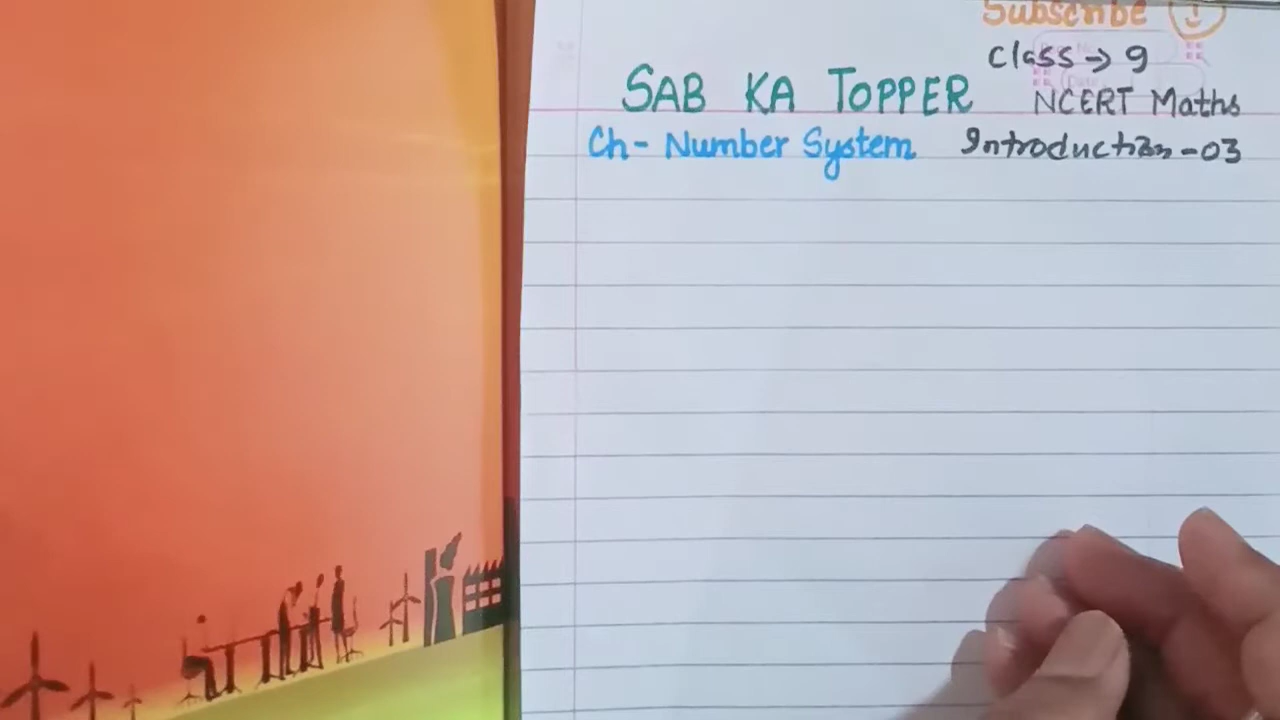 Subscribe
Class → 9
SAB KA TOPPER
NCERT Maths
Ch- Number System
Introduction-03